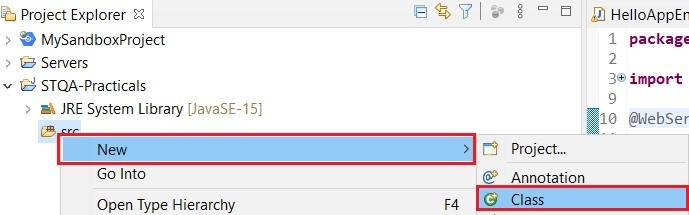 Project Explorer
MySandboxProject
Servers
STQA-Practicals
JRE System Library [JavaSE-15]
src
New
Go Into
Open Type Hierarchy F4
Project...
Annotation
Class
HelloAppEn
1 package
2
3 import
9
10 @WebSer